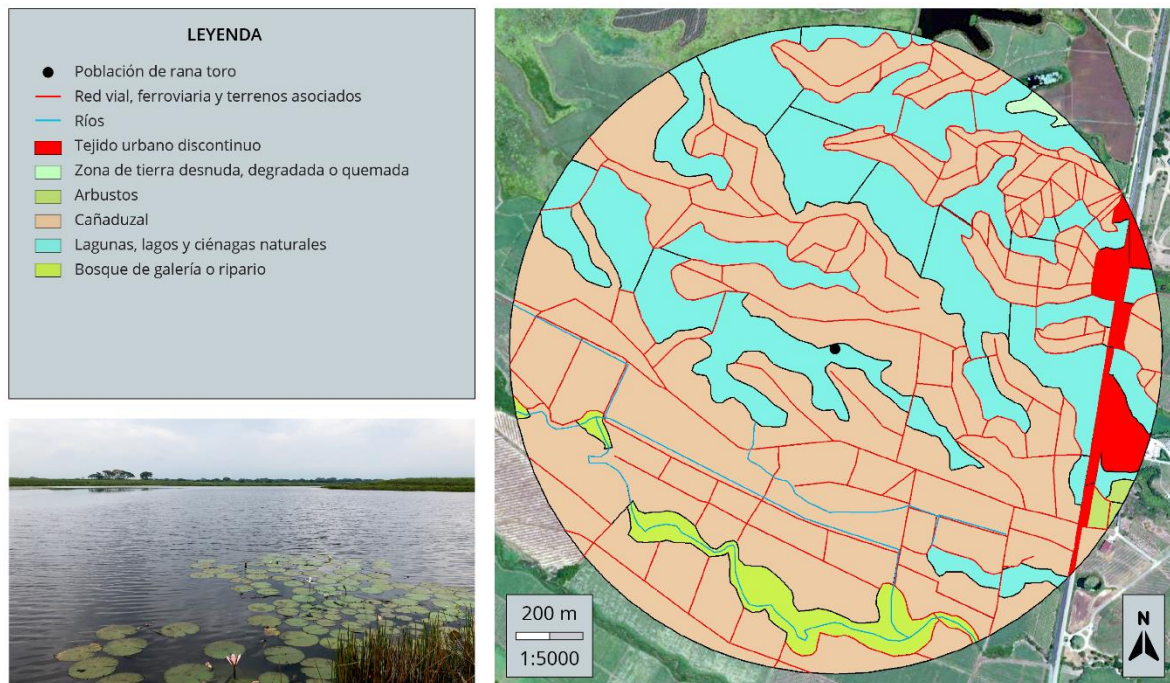 LEYENDA
Población de rana toro
Red vial, ferroviaria y terrenos asociados
Ríos
Tejido urbano discontinuo
Zona de tierra desnuda, degradada o quemada
Arbustos
Cañaduzal
Lagunas, lagos y ciénagas naturales
Bosque de galería o ripario
200 m
1:5000
N